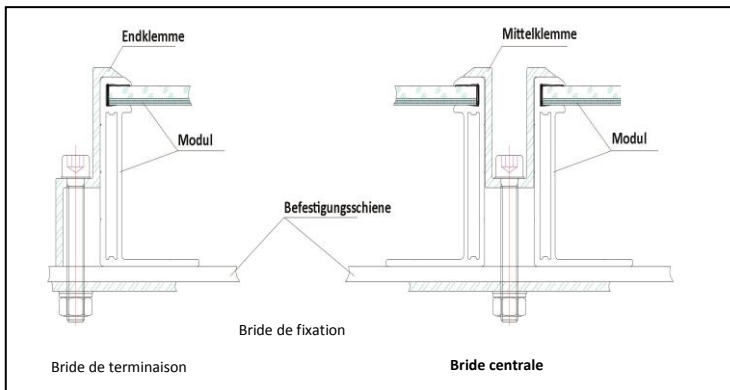 Endklemme
Mittelklemme
Modul
Modul
Befestigungsschiene
Bride de fixation
Bride de terminaison
Bride centrale